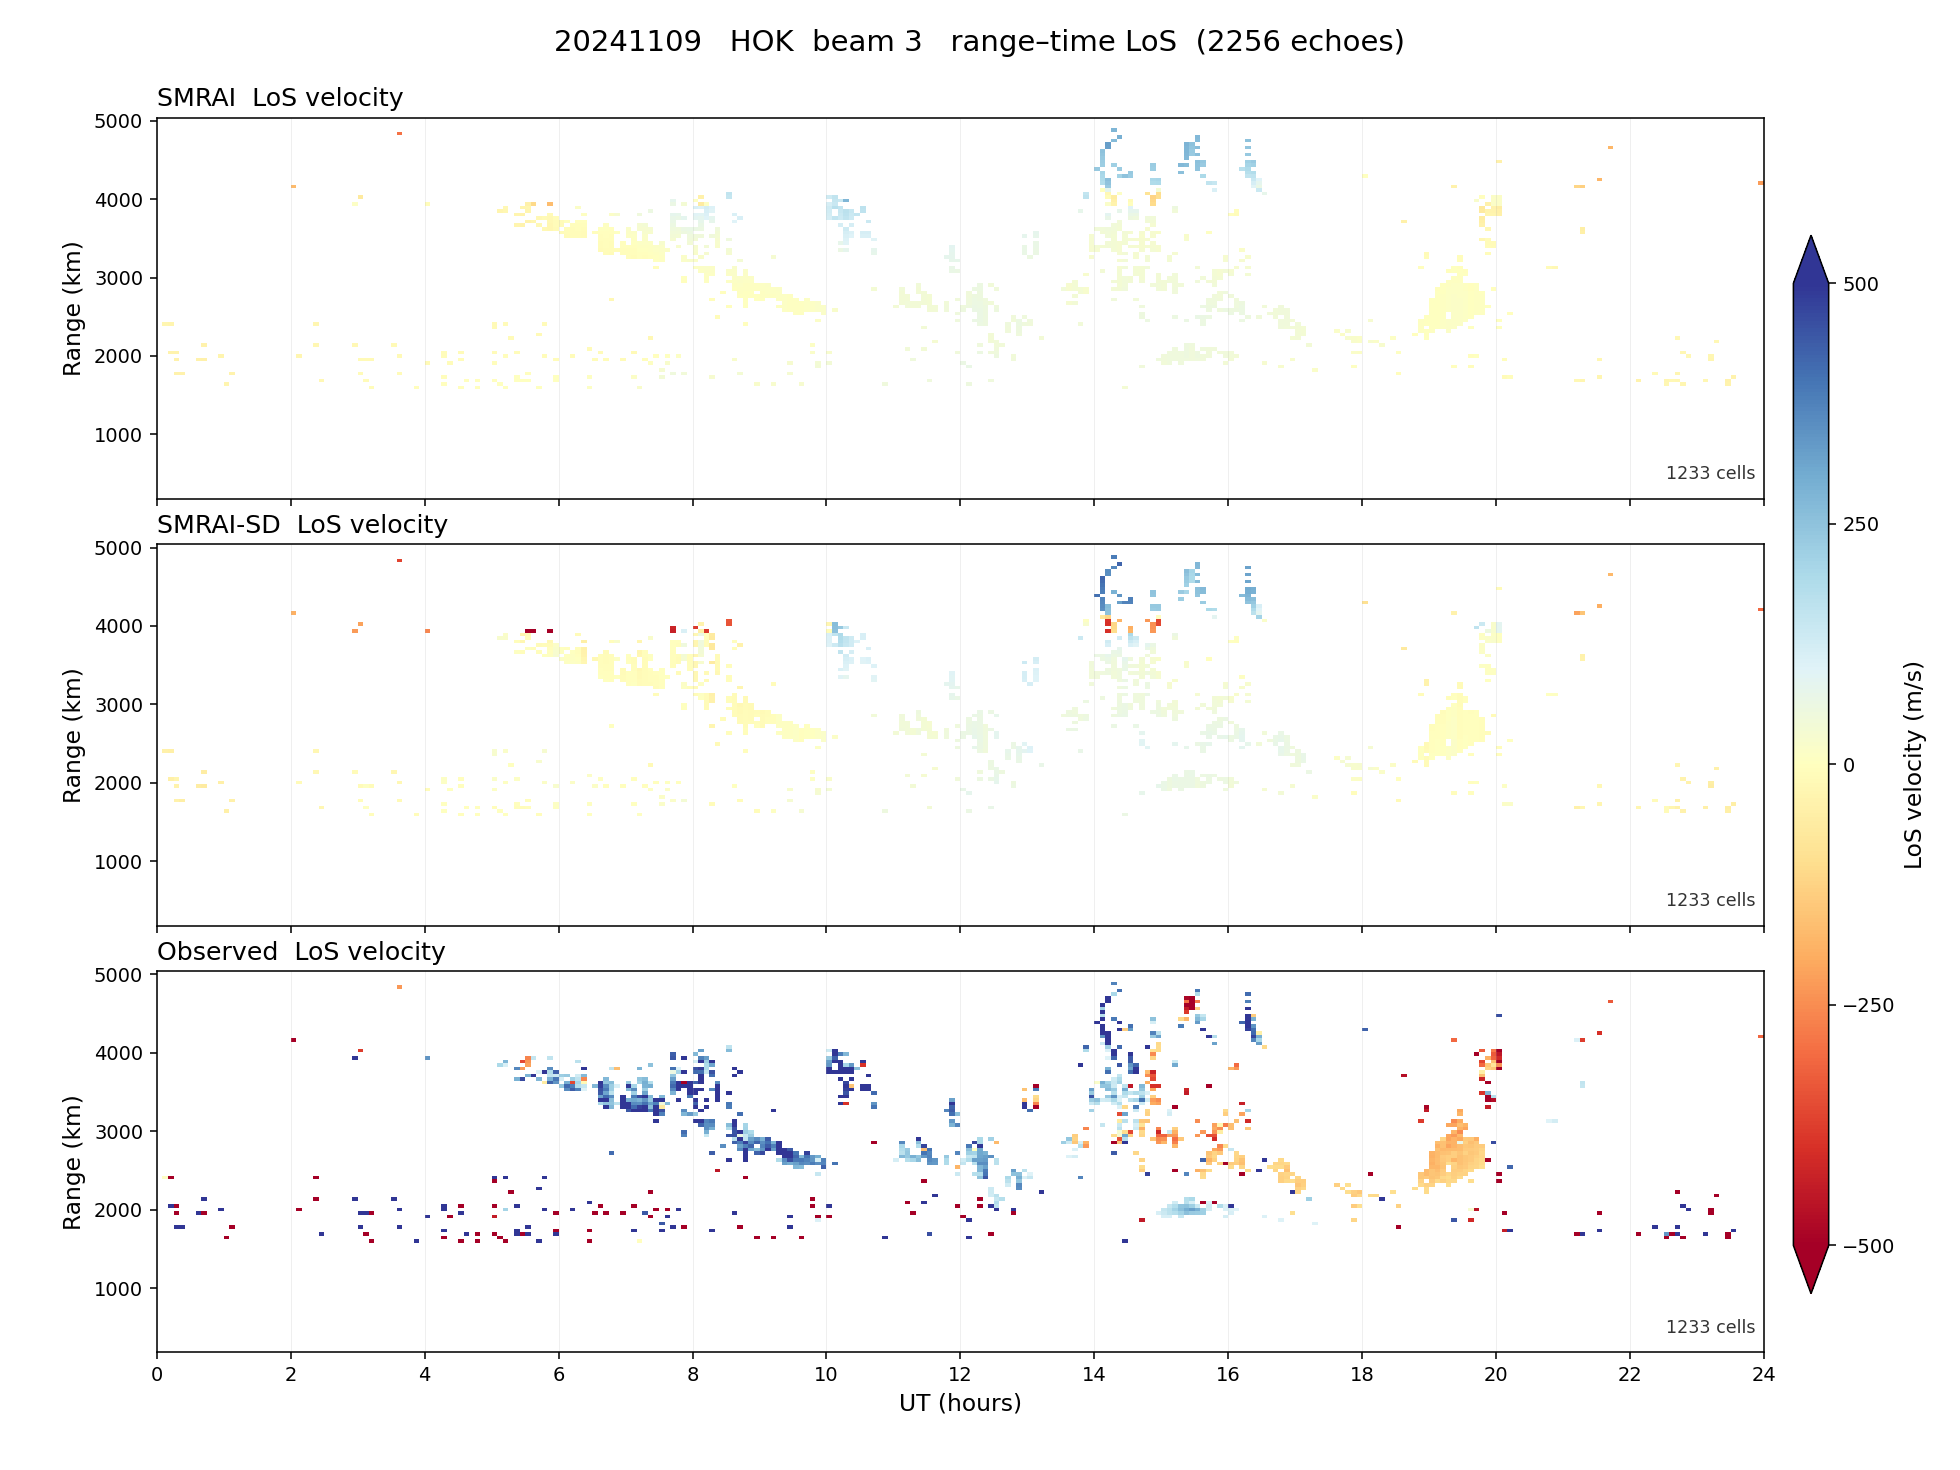 20241109   HOK  beam 3   range–time LoS  (2256 echoes)
SMRAI  LoS velocity
5000
4000
3000
2000
1000
Range (km)
1233 cells
SMRAI-SD  LoS velocity
5000
4000
3000
2000
1000
Range (km)
1233 cells
Observed  LoS velocity
5000
4000
3000
2000
1000
Range (km)
1233 cells
0 2 4 6 8 10 12 14 16 18 20 22 24
UT (hours)
500
250
0
−250
−500
LoS velocity (m/s)